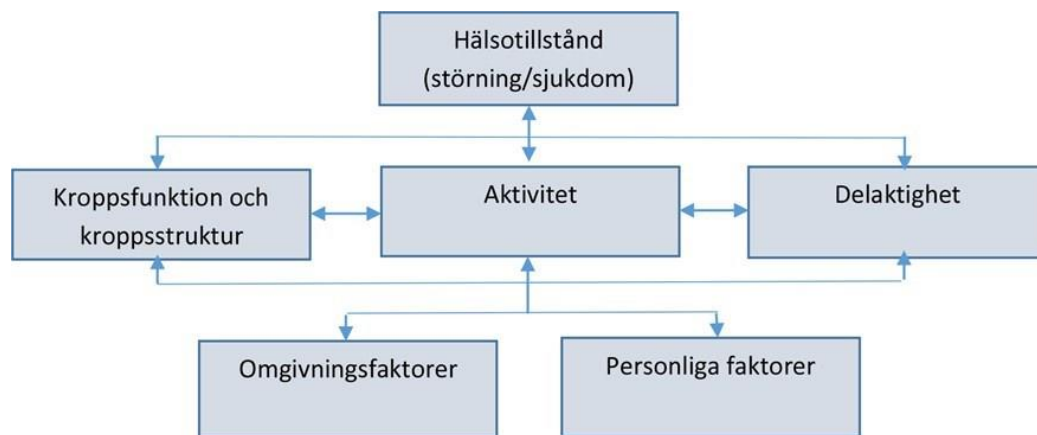 Hälsotillstånd
(störning/sjukdom)
Kroppsfunktion och
kroppsstruktur
Aktivitet
Delaktighet
Omgivningsfaktorer
Personliga faktorer